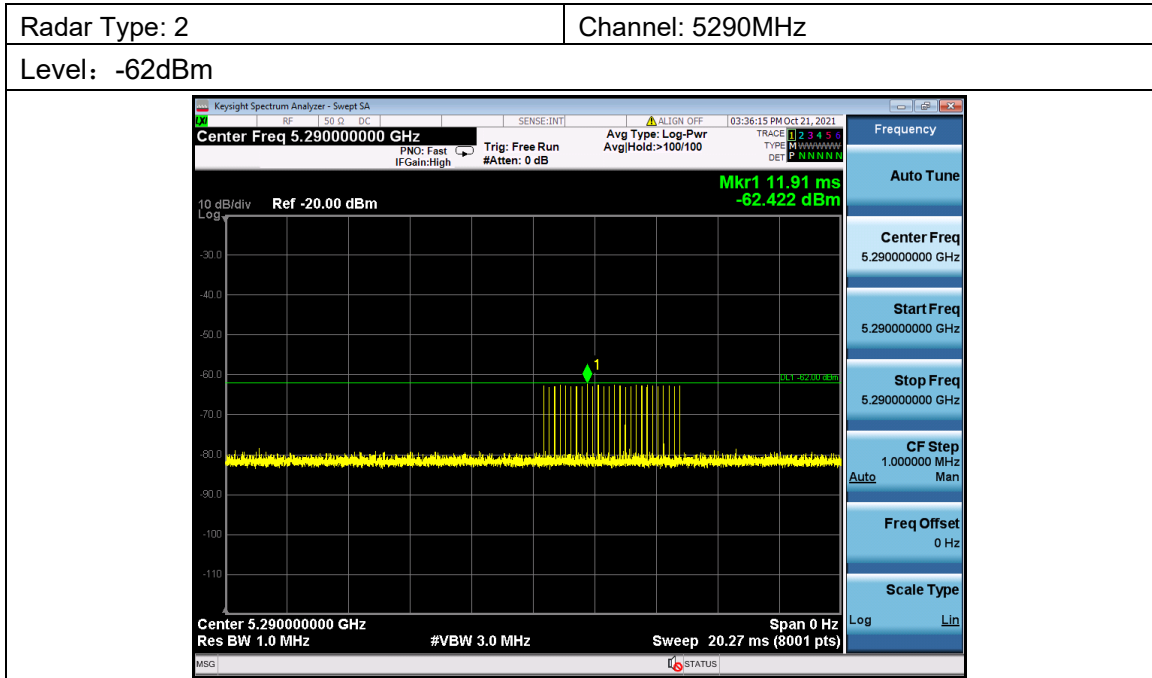 Radar Type: 2
Channel: 5290MHz
Level：-62dBm
Keysight Spectrum Analyzer - Swept SA
LXI RF 50 Ω DC SENSE:INT ALIGN OFF 03:36:15 PM Oct 21, 2021
Center Freq 5.290000000 GHz
PNO: Fast
IFGain:High
Trig: Free Run
#Atten: 0 dB
Avg Type: Log-Pwr
Avg|Hold:>100/100
TRACE 1 2 3 4 5 6
TYPE M WWWWW
DET P N N N N N
Mkr1 11.91 ms
-62.422 dBm
10 dB/div Ref -20.00 dBm
Log
-30.0
-40.0
-50.0
1
-60.0
DL1 -62.00 dBm
-70.0
-80.0
-90.0
-100
-110
Center 5.290000000 GHz Span 0 Hz
Res BW 1.0 MHz #VBW 3.0 MHz Sweep 20.27 ms (8001 pts)
MSG STATUS
Frequency
Auto Tune
Center Freq
5.290000000 GHz
Start Freq
5.290000000 GHz
Stop Freq
5.290000000 GHz
CF Step
1.000000 MHz
Auto Man
Freq Offset
0 Hz
Scale Type
Log Lin